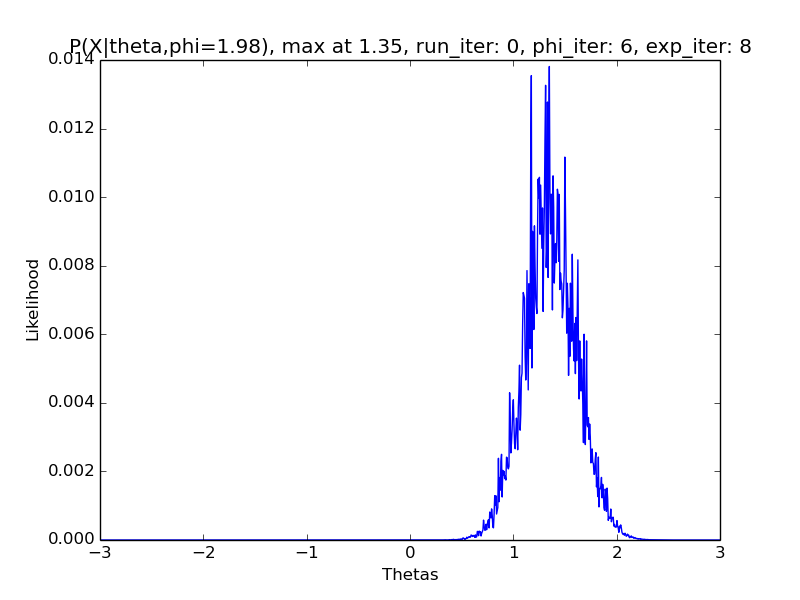 P(X|theta,phi=1.98), max at 1.35, run_iter: 0, phi_iter: 6, exp_iter: 8
0.014
0.012
0.010
0.008
0.006
0.004
0.002
0.000
Likelihood
−3 −2 −1 0 1 2 3
Thetas